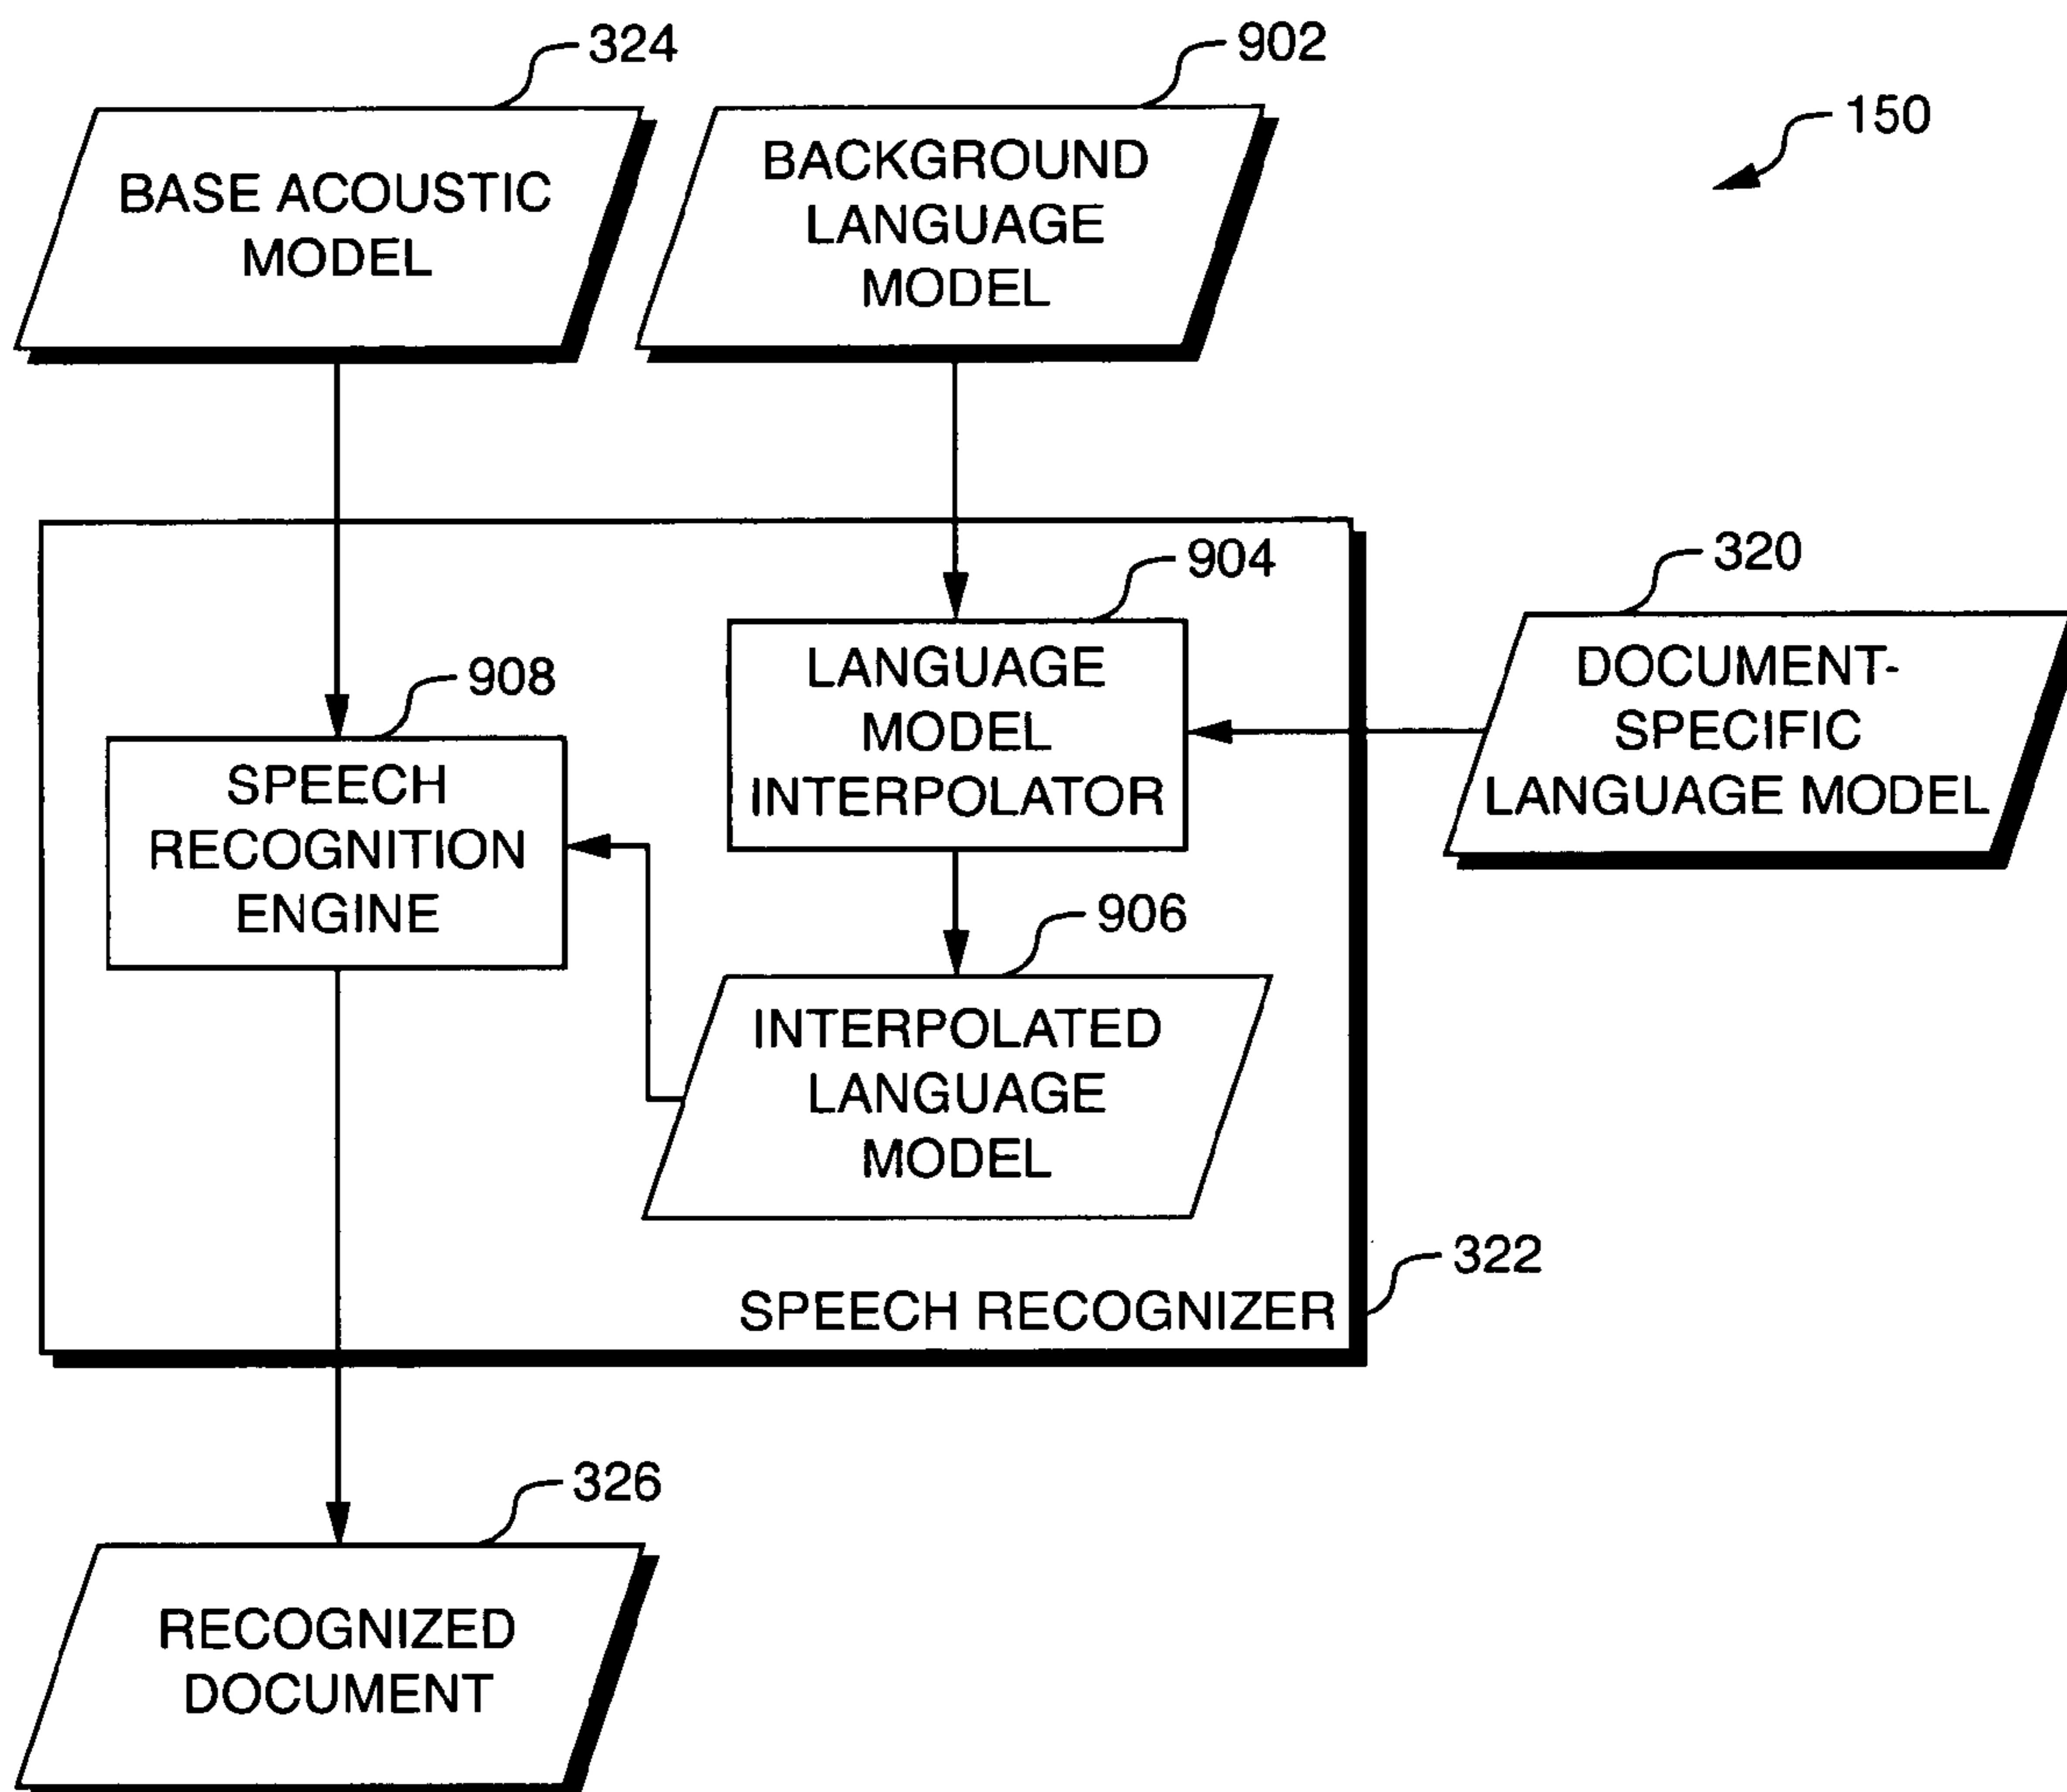 324
902
150
BASE ACOUSTIC
MODEL
BACKGROUND
LANGUAGE
MODEL
904
320
LANGUAGE
MODEL
INTERPOLATOR
DOCUMENT-
SPECIFIC
LANGUAGE MODEL
908
SPEECH
RECOGNITION
ENGINE
906
INTERPOLATED
LANGUAGE
MODEL
322
SPEECH RECOGNIZER
326
RECOGNIZED
DOCUMENT